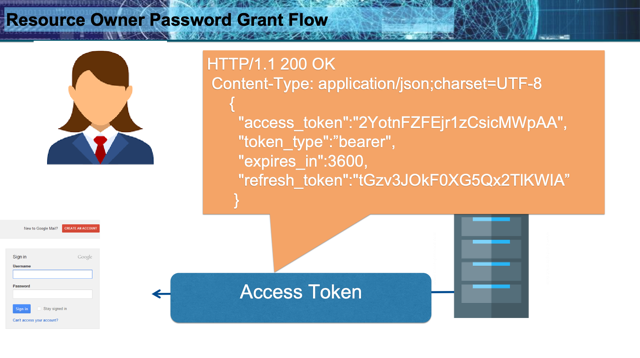 Resource Owner Password Grant Flow
HTTP/1.1 200 OK
Content-Type: application/json;charset=UTF-8
{
"access_token":"2YotnFZFEjr1zCsicMWpAA",
"token_type":"bearer",
"expires_in":3600,
"refresh_token":"tGzv3JOkF0XG5Qx2TlKWIA”
}
New to Google Mail? CREATE AN ACCOUNT
Sign in Google
Username
Password
Sign in Stay signed in
Can't access your account?
Access Token